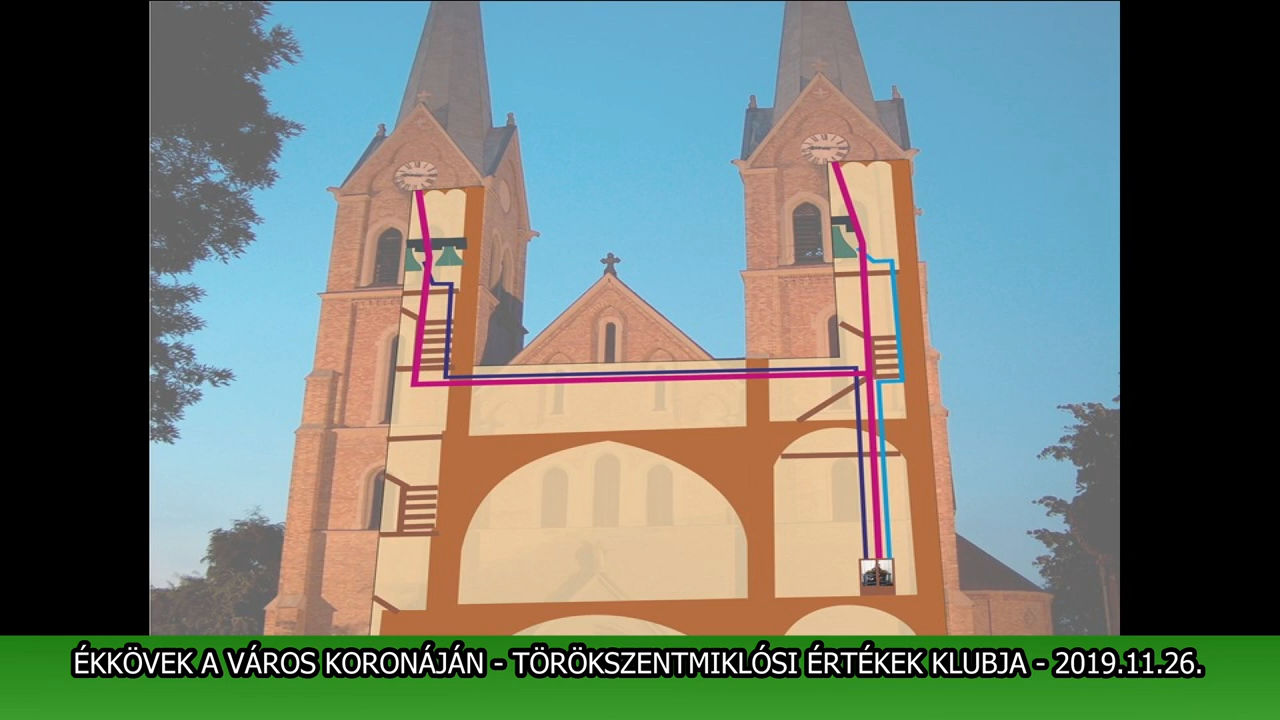 ÉKKÖVEK A VÁROS KORONÁJÁN - TÖRÖKSZENTMIKLÓSI ÉRTÉKEK KLUBJA - 2019.11.26.